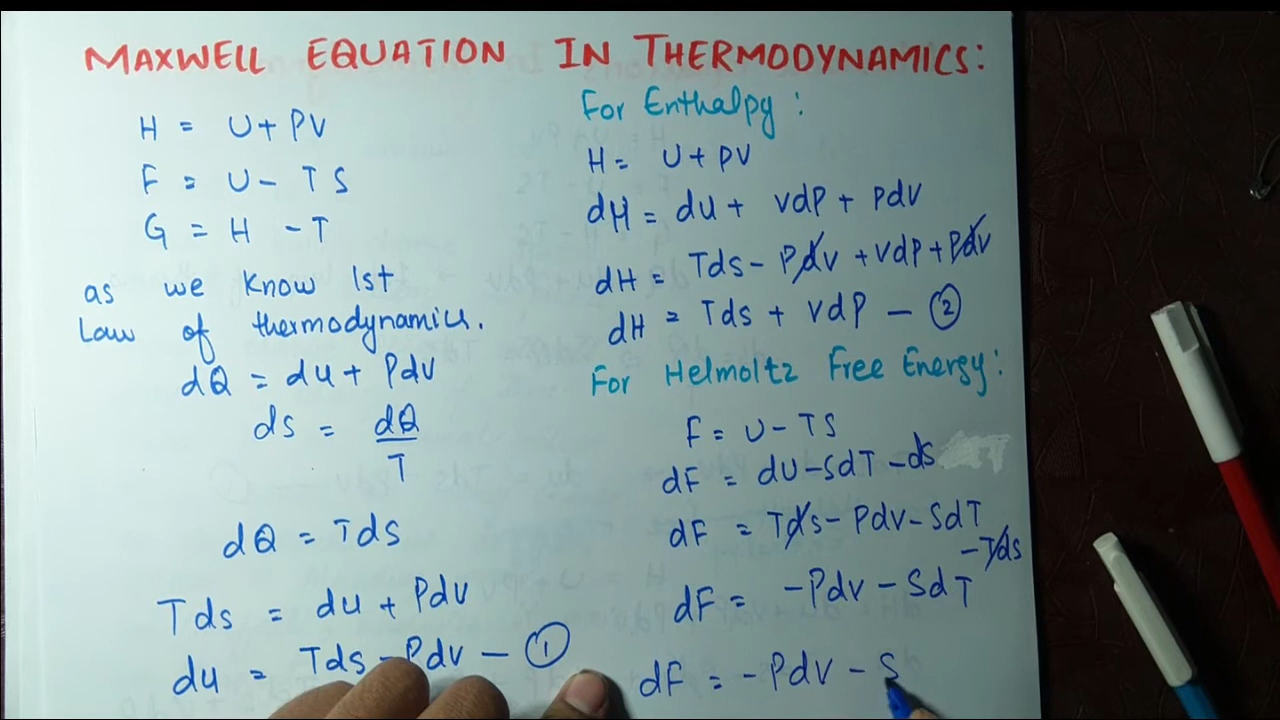 MAXWELL EQUATION IN THERMODYNAMICS:
H = U + PV
F = U - TS
G = H - T
as we know 1st
law of thermodynamics.
dQ = du + Pdv
ds = dQ/T
dQ = Tds
Tds = du + Pdv
du = Tds - Pdv - ①
For Enthalpy:
H = U + PV
dH = du + vdp + pdv
dH = Tds - Pdv + vdp + Pdv
dH = Tds + vdP - ②
For Helmoltz Free Energy:
F = U - TS
dF = dU - SdT - ds
dF = Tds - Pdv - SdT
- Tds
dF = -Pdv - SdT
dF = -Pdv - S